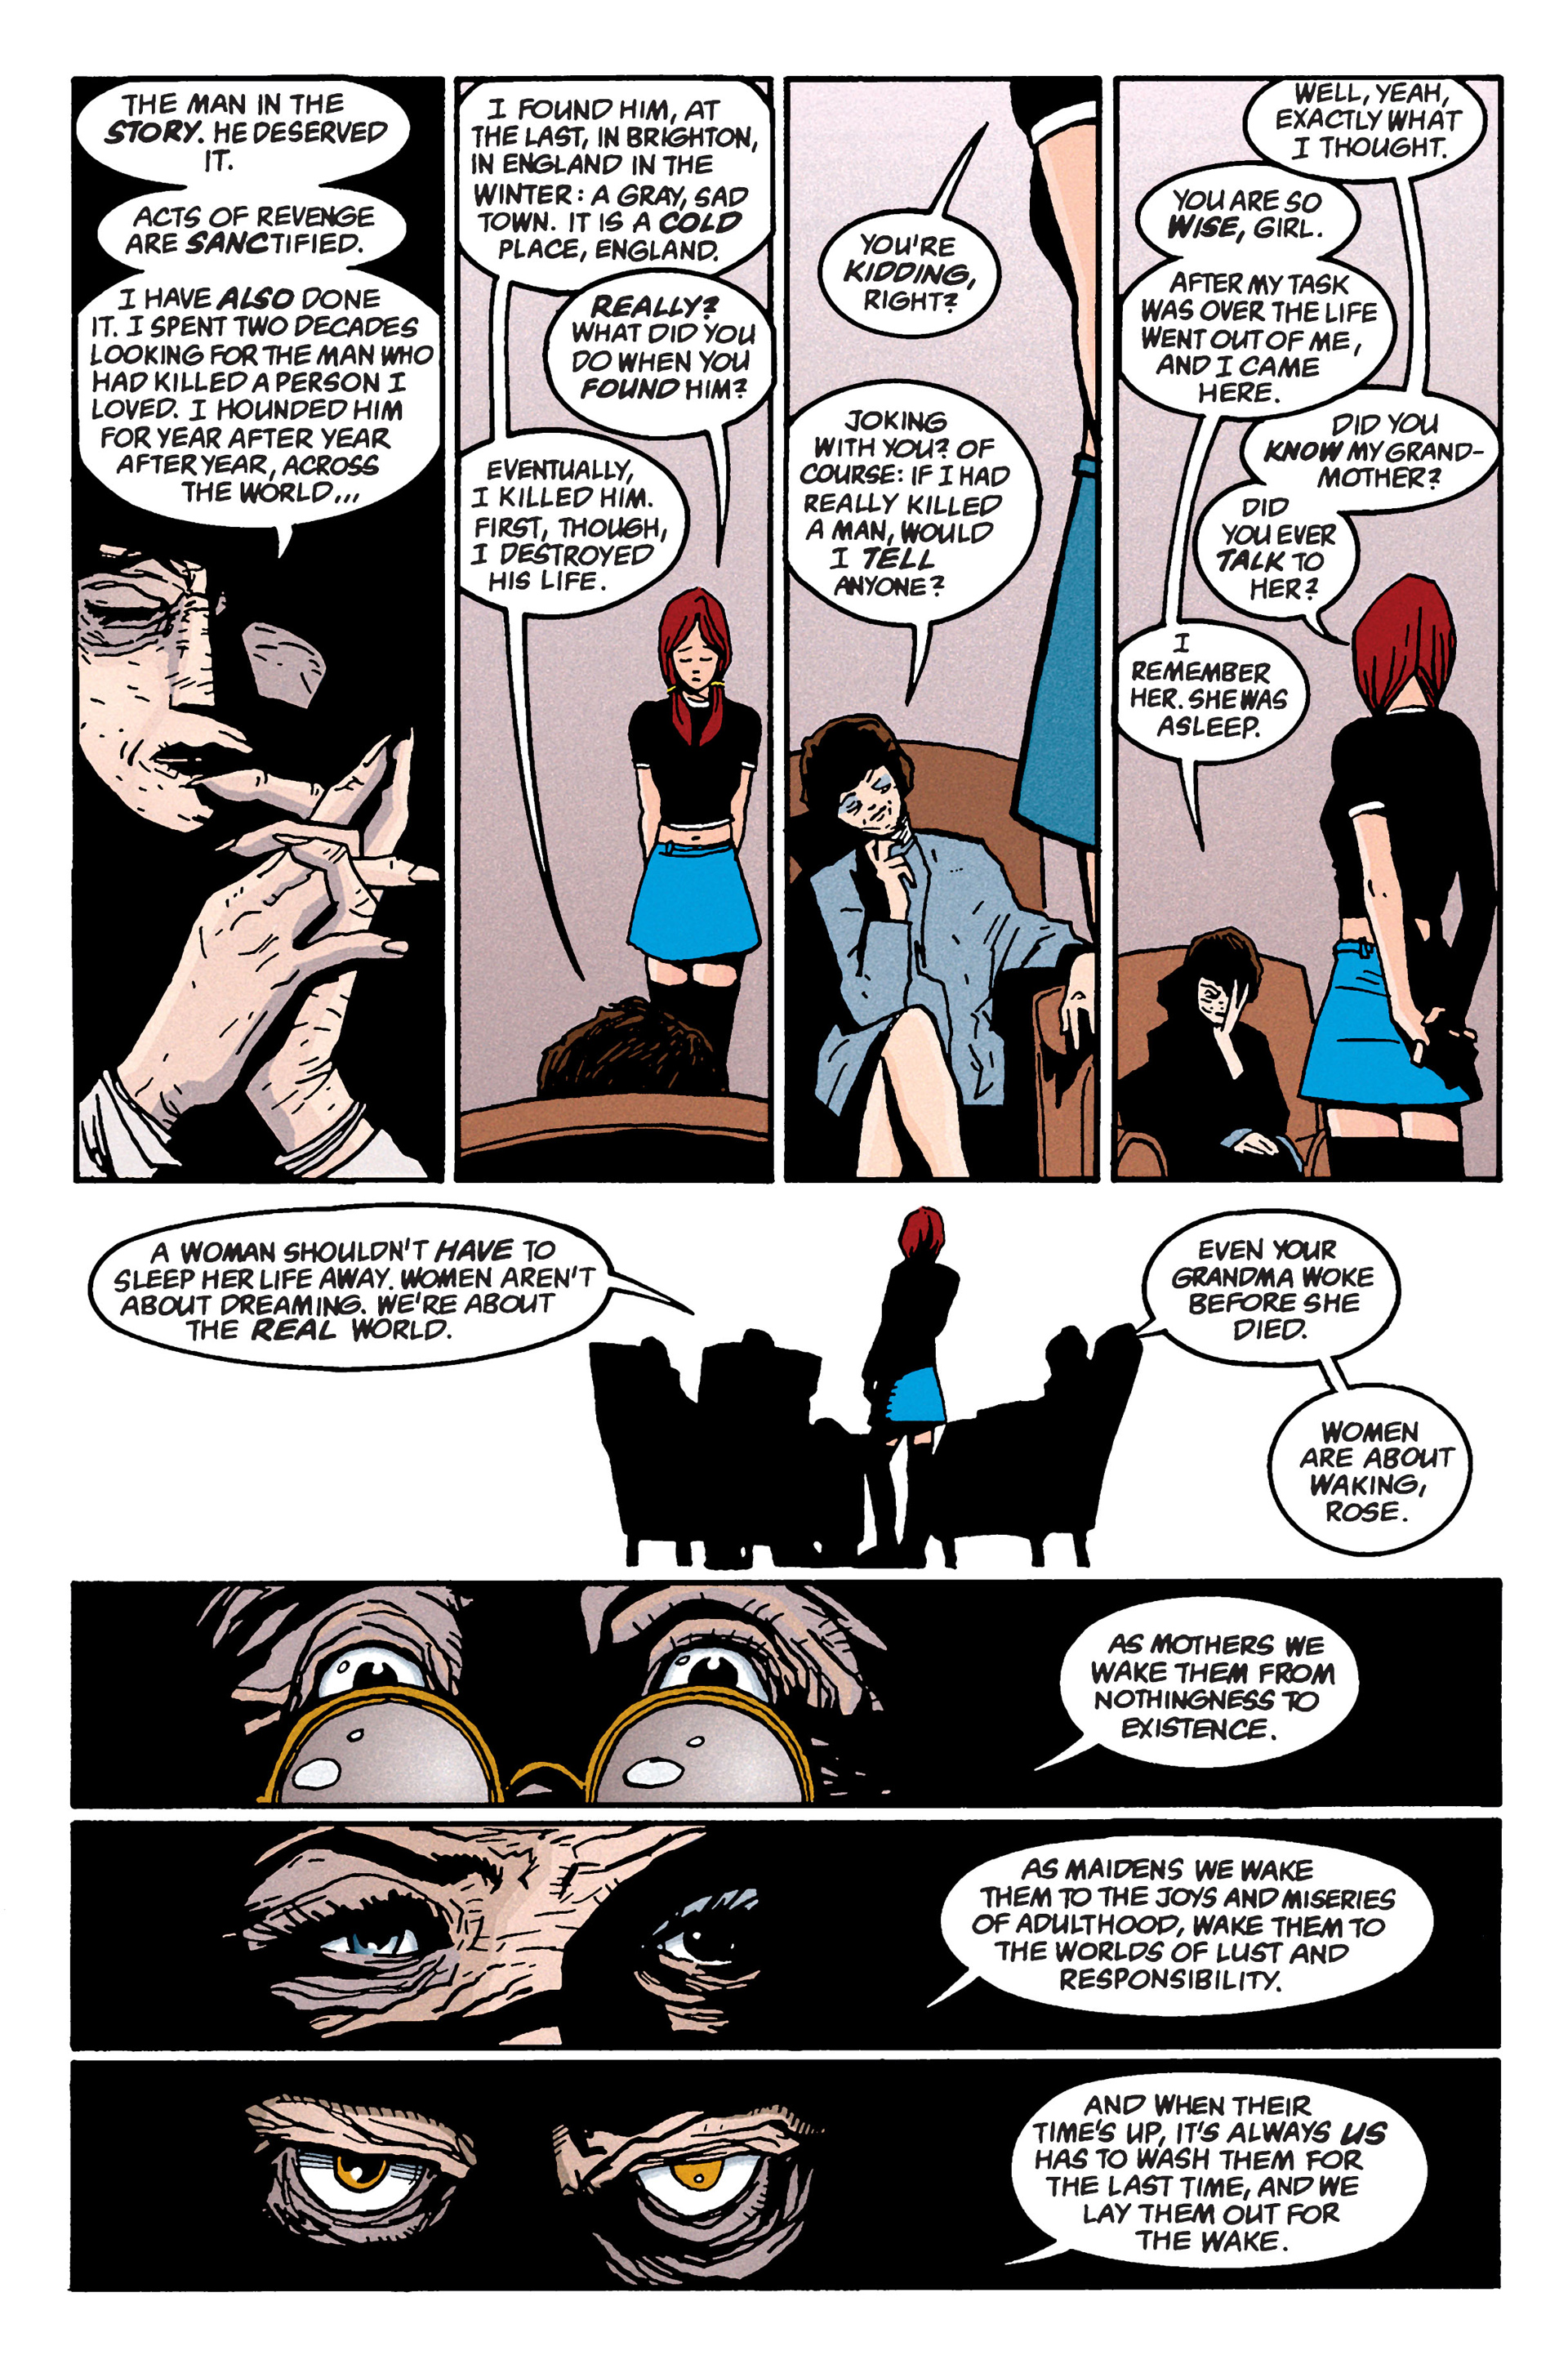 THE MAN IN THE
STORY. HE DESERVED
IT.
ACTS OF REVENGE
ARE SANCTIFIED.
I HAVE ALSO DONE
IT. I SPENT TWO DECADES
LOOKING FOR THE MAN WHO
HAD KILLED A PERSON I
LOVED. I HOUNDED HIM
FOR YEAR AFTER YEAR
AFTER YEAR, ACROSS
THE WORLD...
I FOUND HIM, AT
THE LAST, IN BRIGHTON,
IN ENGLAND IN THE
WINTER: A GRAY, SAD
TOWN. IT IS A COLD
PLACE, ENGLAND.
REALLY?
WHAT DID YOU
DO WHEN YOU
FOUND HIM?
EVENTUALLY,
I KILLED HIM.
FIRST, THOUGH,
I DESTROYED
HIS LIFE.
YOU'RE
KIDDING,
RIGHT?
JOKING
WITH YOU? OF
COURSE: IF I HAD
REALLY KILLED
A MAN, WOULD
I TELL
ANYONE?
WELL, YEAH,
EXACTLY WHAT
I THOUGHT.
YOU ARE SO
WISE, GIRL.
AFTER MY TASK
WAS OVER THE LIFE
WENT OUT OF ME,
AND I CAME
HERE.
DID YOU
KNOW MY GRAND-
MOTHER?
DID
YOU EVER
TALK TO
HER?
I
REMEMBER
HER. SHE WAS
ASLEEP.
A WOMAN SHOULDN'T HAVE TO
SLEEP HER LIFE AWAY. WOMEN AREN'T
ABOUT DREAMING. WE'RE ABOUT
THE REAL WORLD.
EVEN YOUR
GRANDMA WOKE
BEFORE SHE
DIED.
WOMEN
ARE ABOUT
WAKING,
ROSE.
AS MOTHERS WE
WAKE THEM FROM
NOTHINGNESS TO
EXISTENCE.
AS MAIDENS WE WAKE
THEM TO THE JOYS AND MISERIES
OF ADULTHOOD, WAKE THEM TO
THE WORLDS OF LUST AND
RESPONSIBILITY.
AND WHEN THEIR
TIME'S UP, IT'S ALWAYS US
HAS TO WASH THEM FOR
THE LAST TIME, AND WE
LAY THEM OUT FOR
THE WAKE.